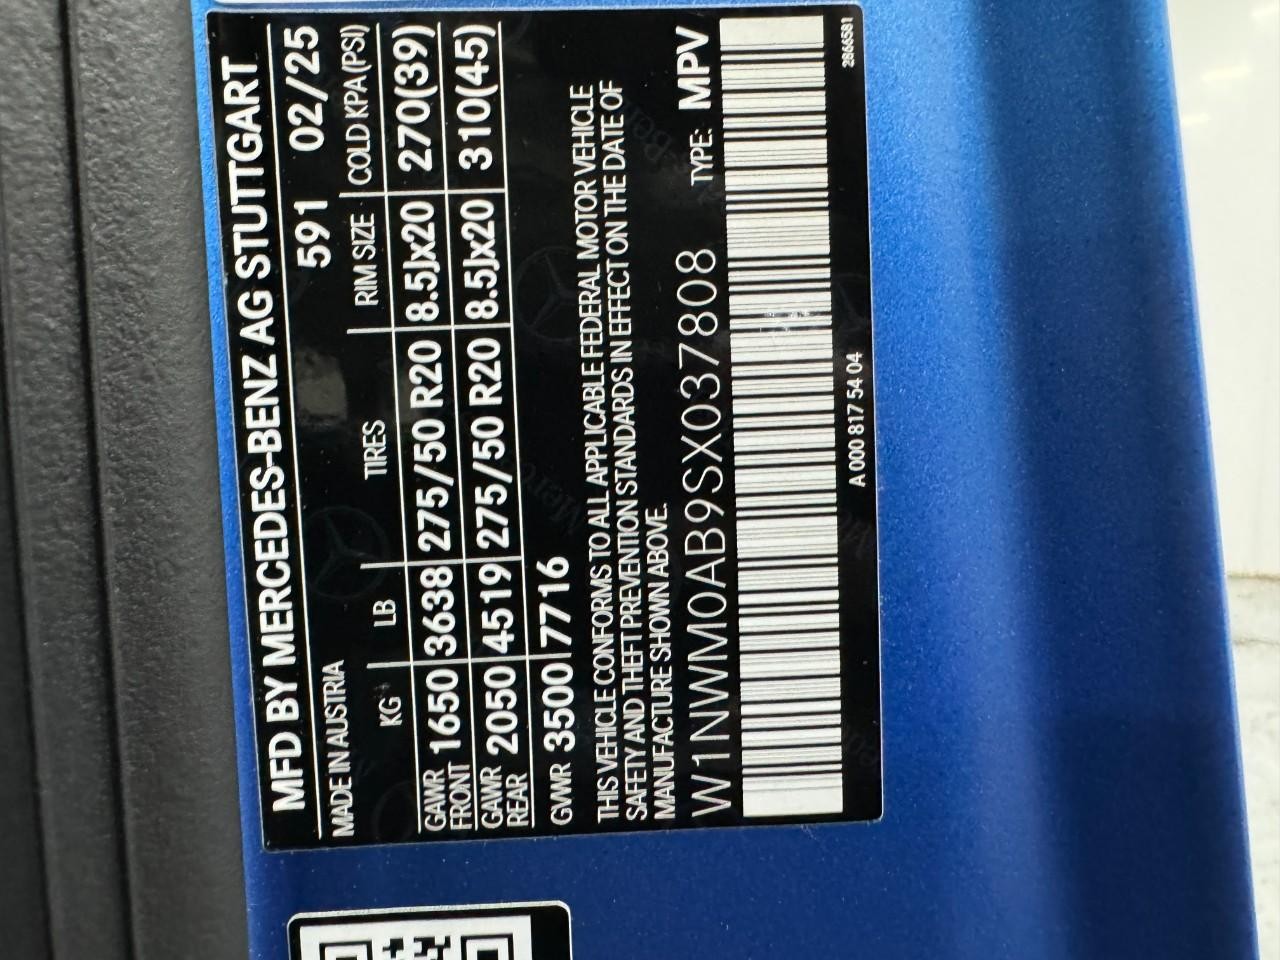 MFD BY MERCEDES-BENZ AG STUTTGART
MADE IN AUSTRIA 591 02/25
KG LB TIRES RIM SIZE COLD KPA(PSI)
GAWR FRONT 1650 3638 275/50 R20 8.5Jx20 270(39)
GAWR REAR 2050 4519 275/50 R20 8.5Jx20 310(45)
GVWR 3500 7716
THIS VEHICLE CONFORMS TO ALL APPLICABLE FEDERAL MOTOR VEHICLE
SAFETY AND THEFT PREVENTION STANDARDS IN EFFECT ON THE DATE OF
MANUFACTURE SHOWN ABOVE.
W1NWM0AB9SX037808 TYPE: MPV
A 000 817 54 04
2866581